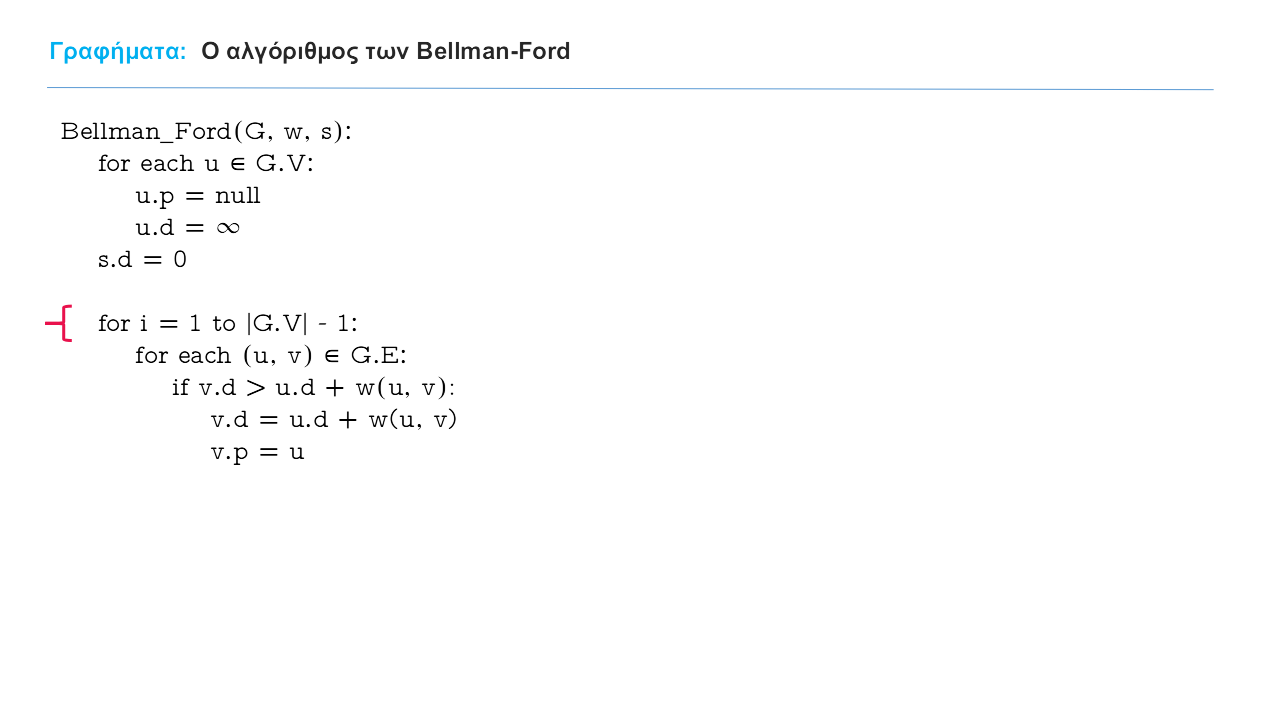 Γραφήματα: Ο αλγόριθμος των Bellman-Ford
Bellman_Ford(G, w, s):
for each u ∈ G.V:
u.p = null
u.d = ∞
s.d = 0
for i = 1 to |G.V| - 1:
for each (u, v) ∈ G.E:
if v.d > u.d + w(u, v):
v.d = u.d + w(u, v)
v.p = u